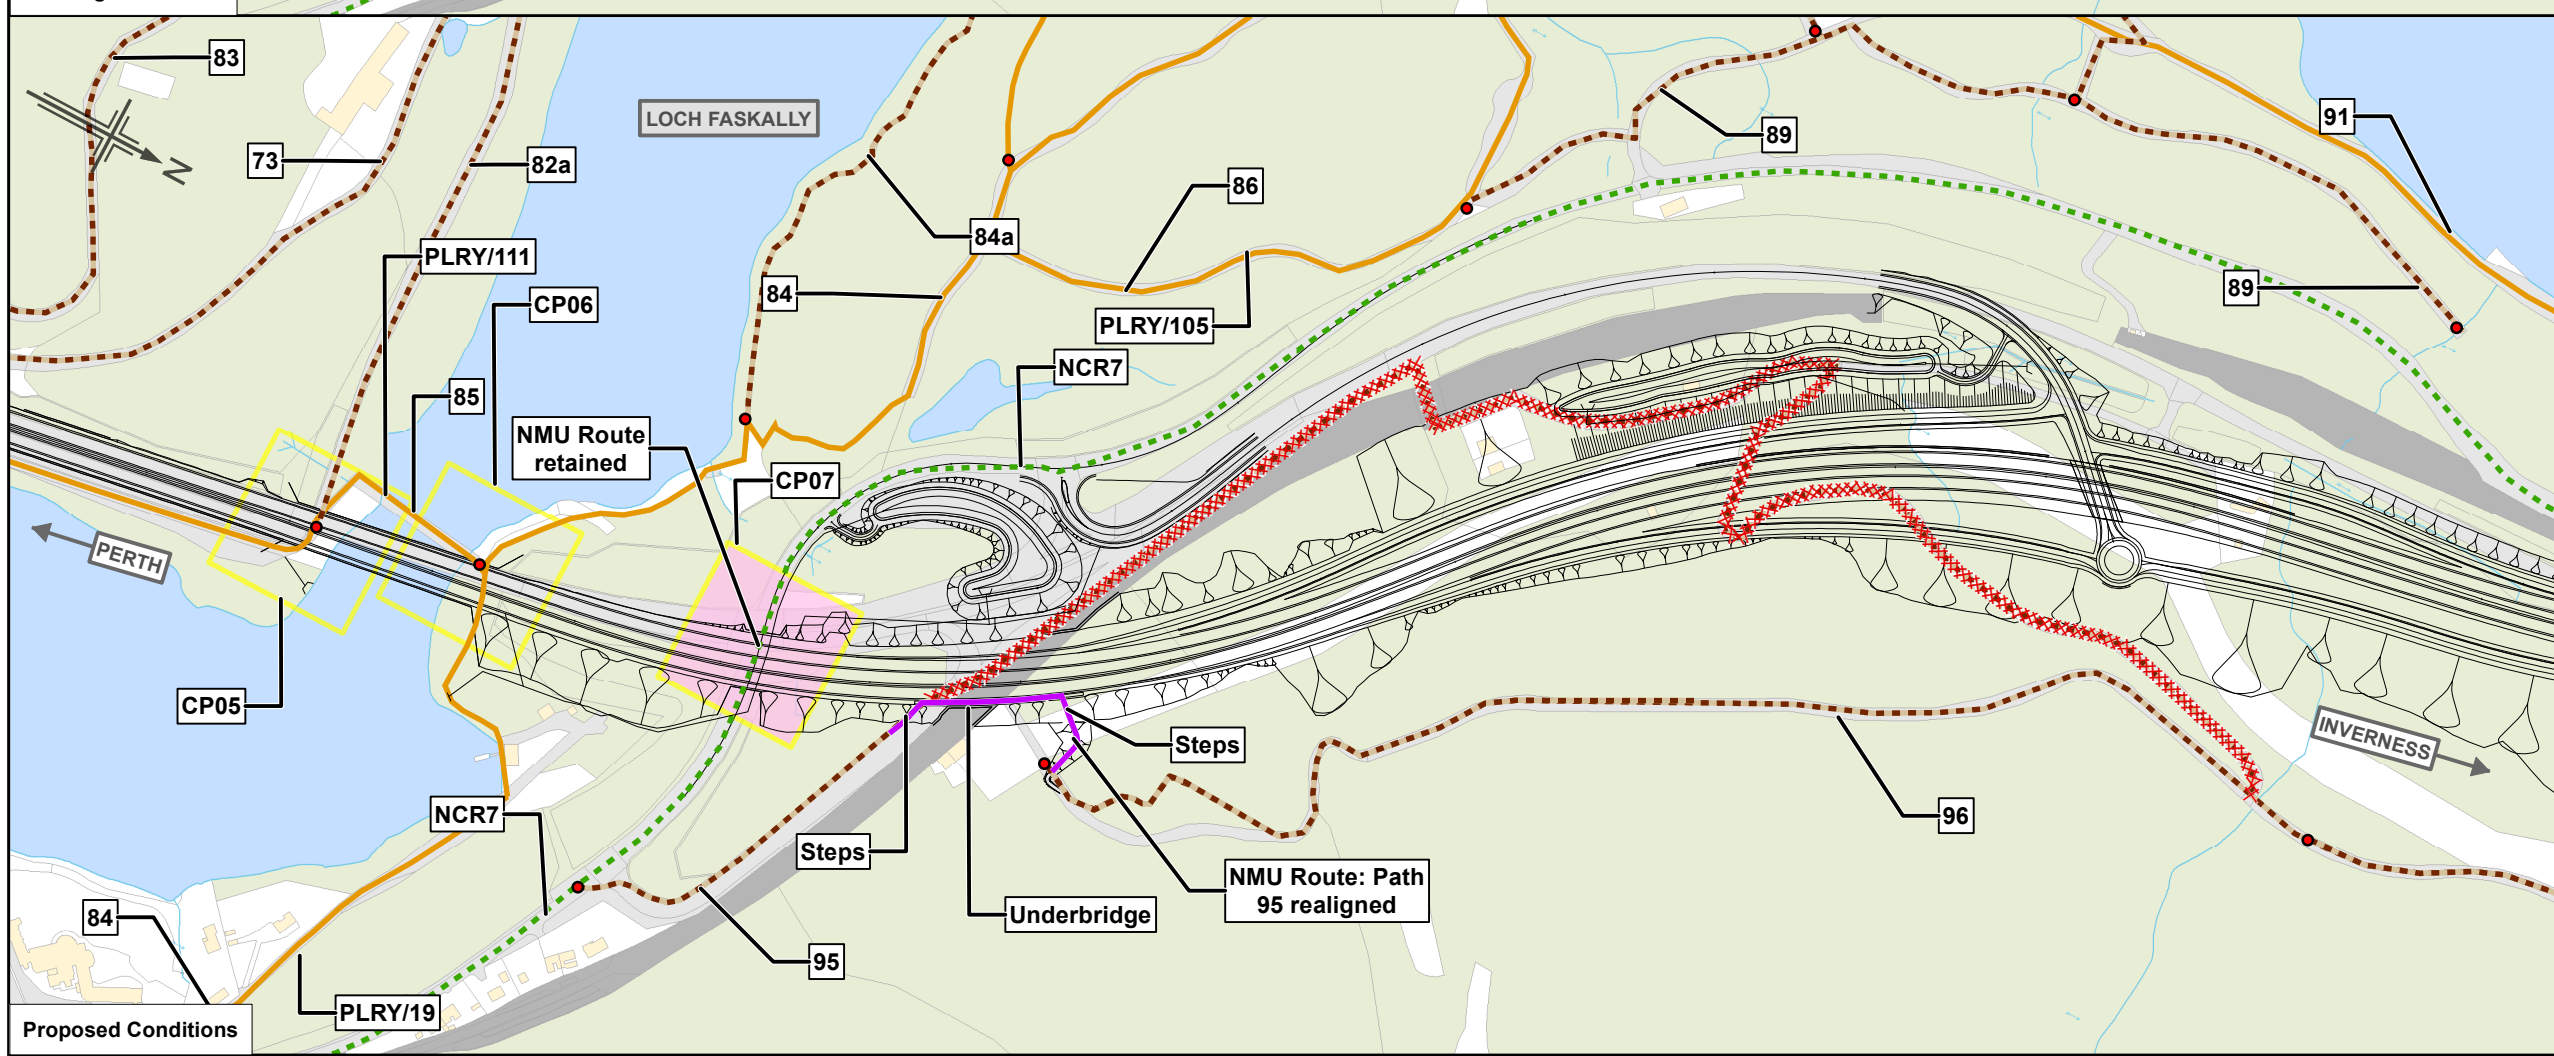 83
LOCH FASKALLY
91
89
73
82a
N
86
84a
PLRY/111
84
89
CP06
PLRY/105
NCR7
85
NMU Route
retained
CP07
PERTH
CP05
Steps
INVERNESS
NCR7
96
Steps
NMU Route: Path
95 realigned
Underbridge
84
95
PLRY/19
Proposed Conditions